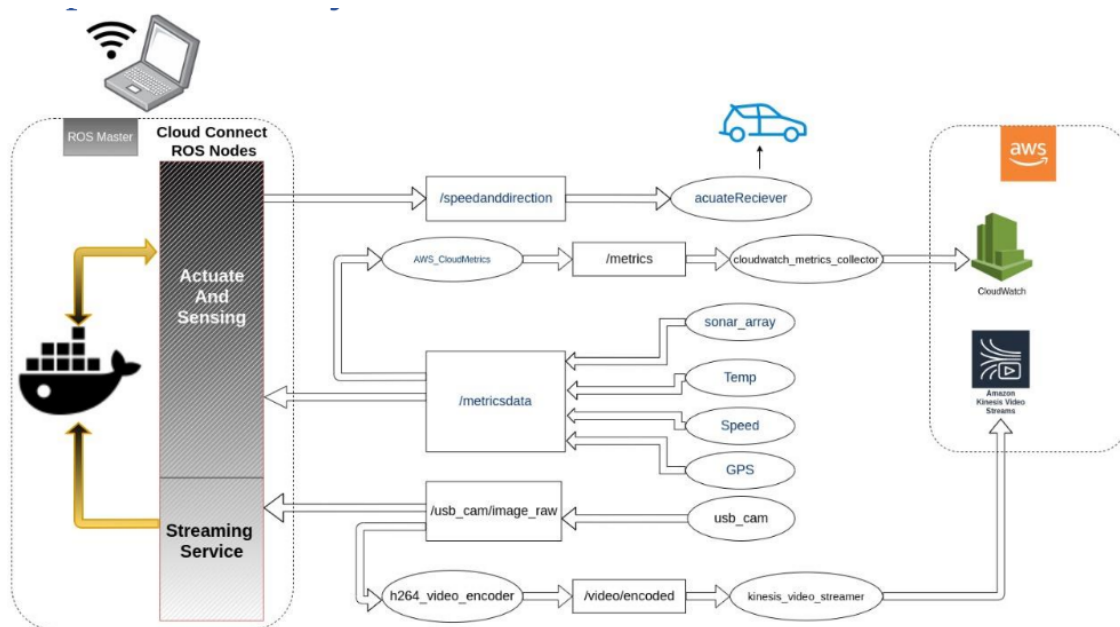 ROS Master
Cloud Connect
ROS Nodes
aws
/speedanddirection
acuateReciever
Actuate
And
Sensing
AWS_CloudMetrics
/metrics
cloudwatch_metrics_collector
CloudWatch
sonar_array
Temp
/metricsdata
Speed
GPS
Amazon
Kinesis Video
Streams
/usb_cam/image_raw
usb_cam
Streaming
Service
h264_video_encoder
/video/encoded
kinesis_video_streamer